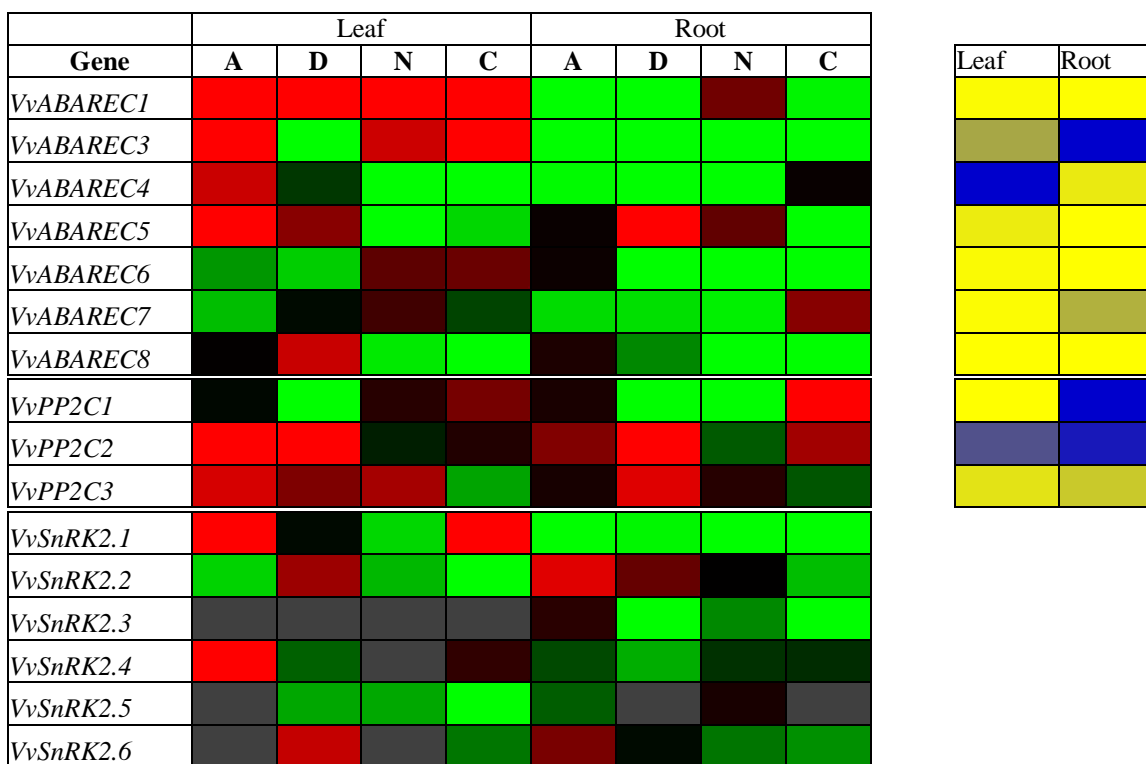 Leaf Root
Gene A D N C A D N C Leaf Root
VvABAREC1
VvABAREC3
VvABAREC4
VvABAREC5
VvABAREC6
VvABAREC7
VvABAREC8
VvPP2C1
VvPP2C2
VvPP2C3
VvSnRK2.1
VvSnRK2.2
VvSnRK2.3
VvSnRK2.4
VvSnRK2.5
VvSnRK2.6